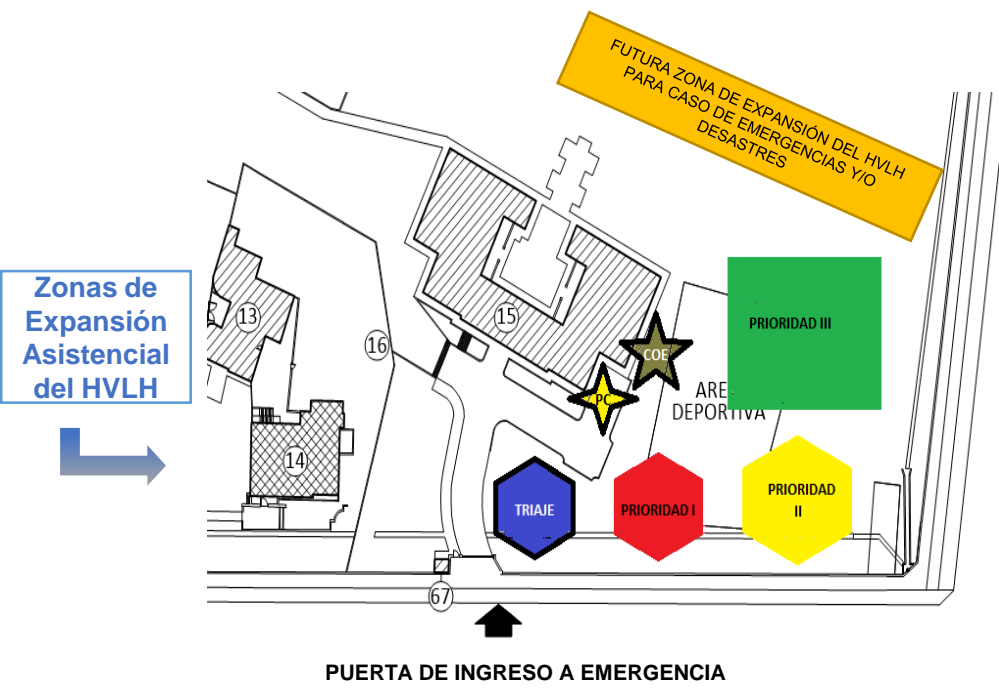 FUTURA ZONA DE EXPANSIÓN DEL HVLH
PARA CASO DE EMERGENCIAS Y/O
DESASTRES
Zonas de
Expansión
Asistencial
del HVLH
13
15
16
14
67
COE
PC
ARE
DEPORTIVA
PRIORIDAD III
TRIAJE
PRIORIDAD I
PRIORIDAD
II
PUERTA DE INGRESO A EMERGENCIA